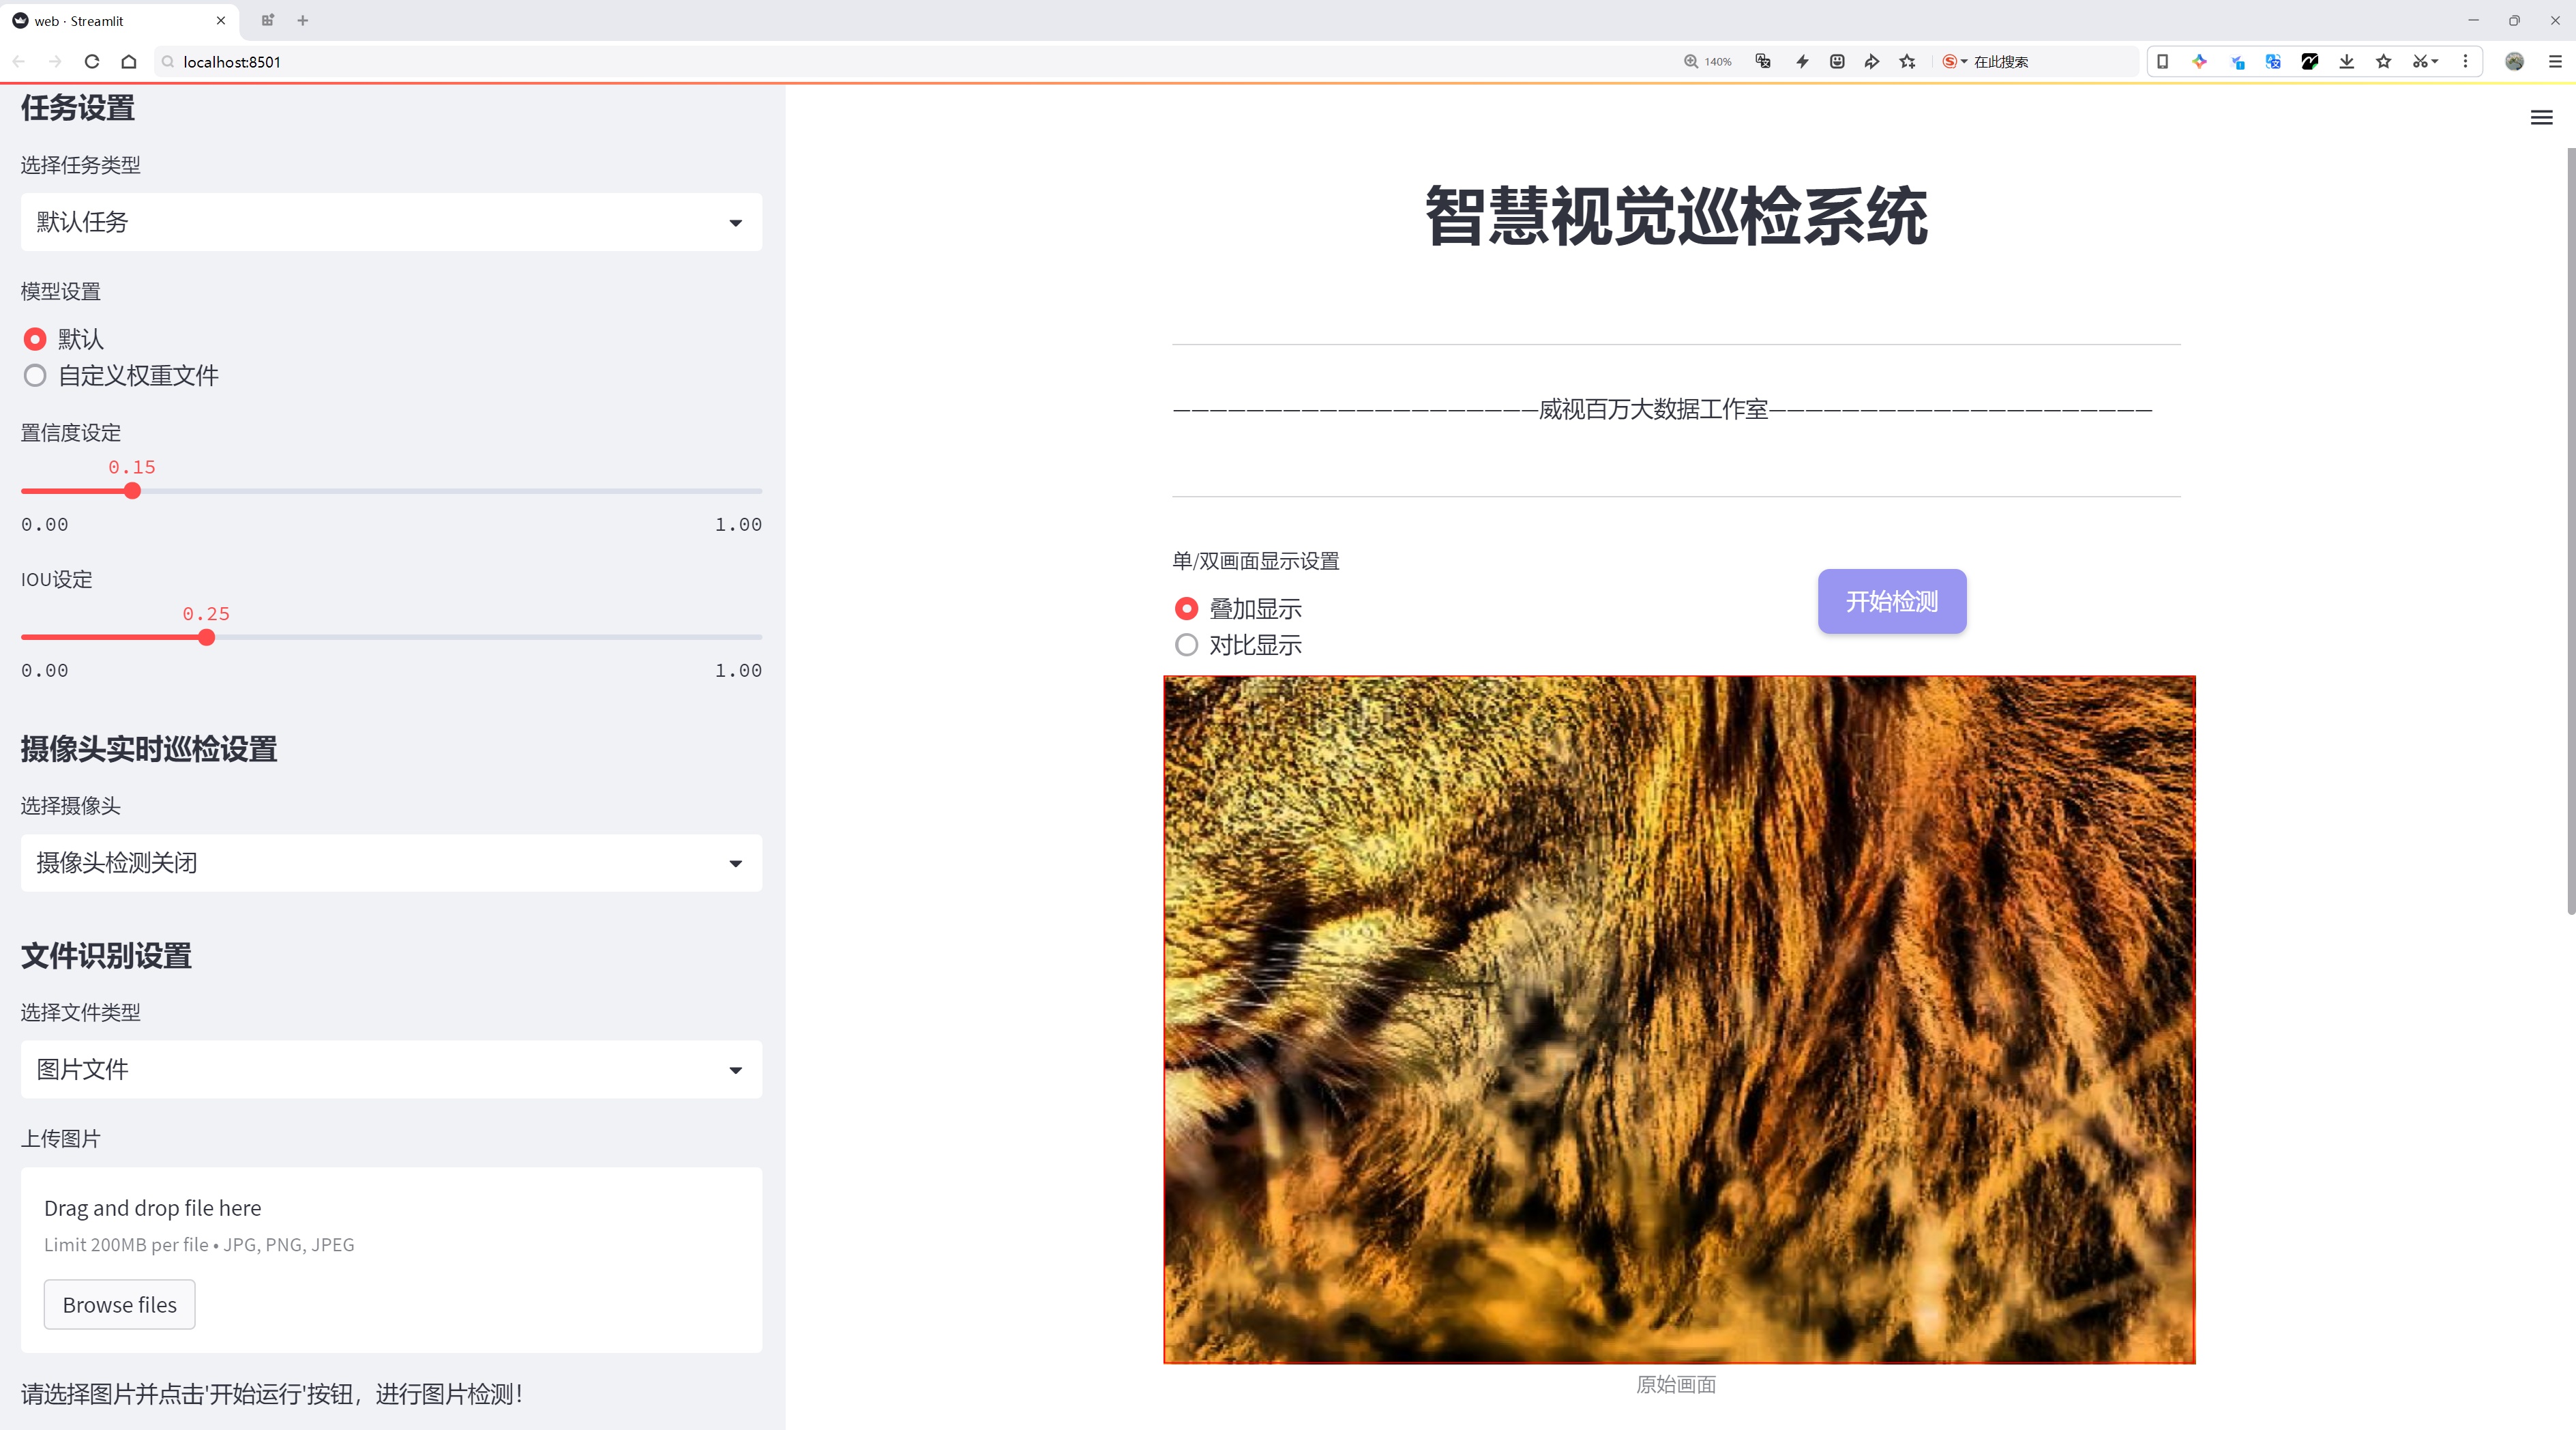 web · Streamlit
localhost:8501
140%
在此搜索
任务设置
选择任务类型
默认任务
模型设置
默认
自定义权重文件
置信度设定
0.15
0.00 1.00
IOU设定
0.25
0.00 1.00
摄像头实时巡检设置
选择摄像头
摄像头检测关闭
文件识别设置
选择文件类型
图片文件
上传图片
Drag and drop file here
Limit 200MB per file • JPG, PNG, JPEG
Browse files
请选择图片并点击'开始运行'按钮，进行图片检测！
智慧视觉巡检系统
————————————————————威视百万大数据工作室—————————————————————
单/双画面显示设置
叠加显示
对比显示
开始检测
原始画面